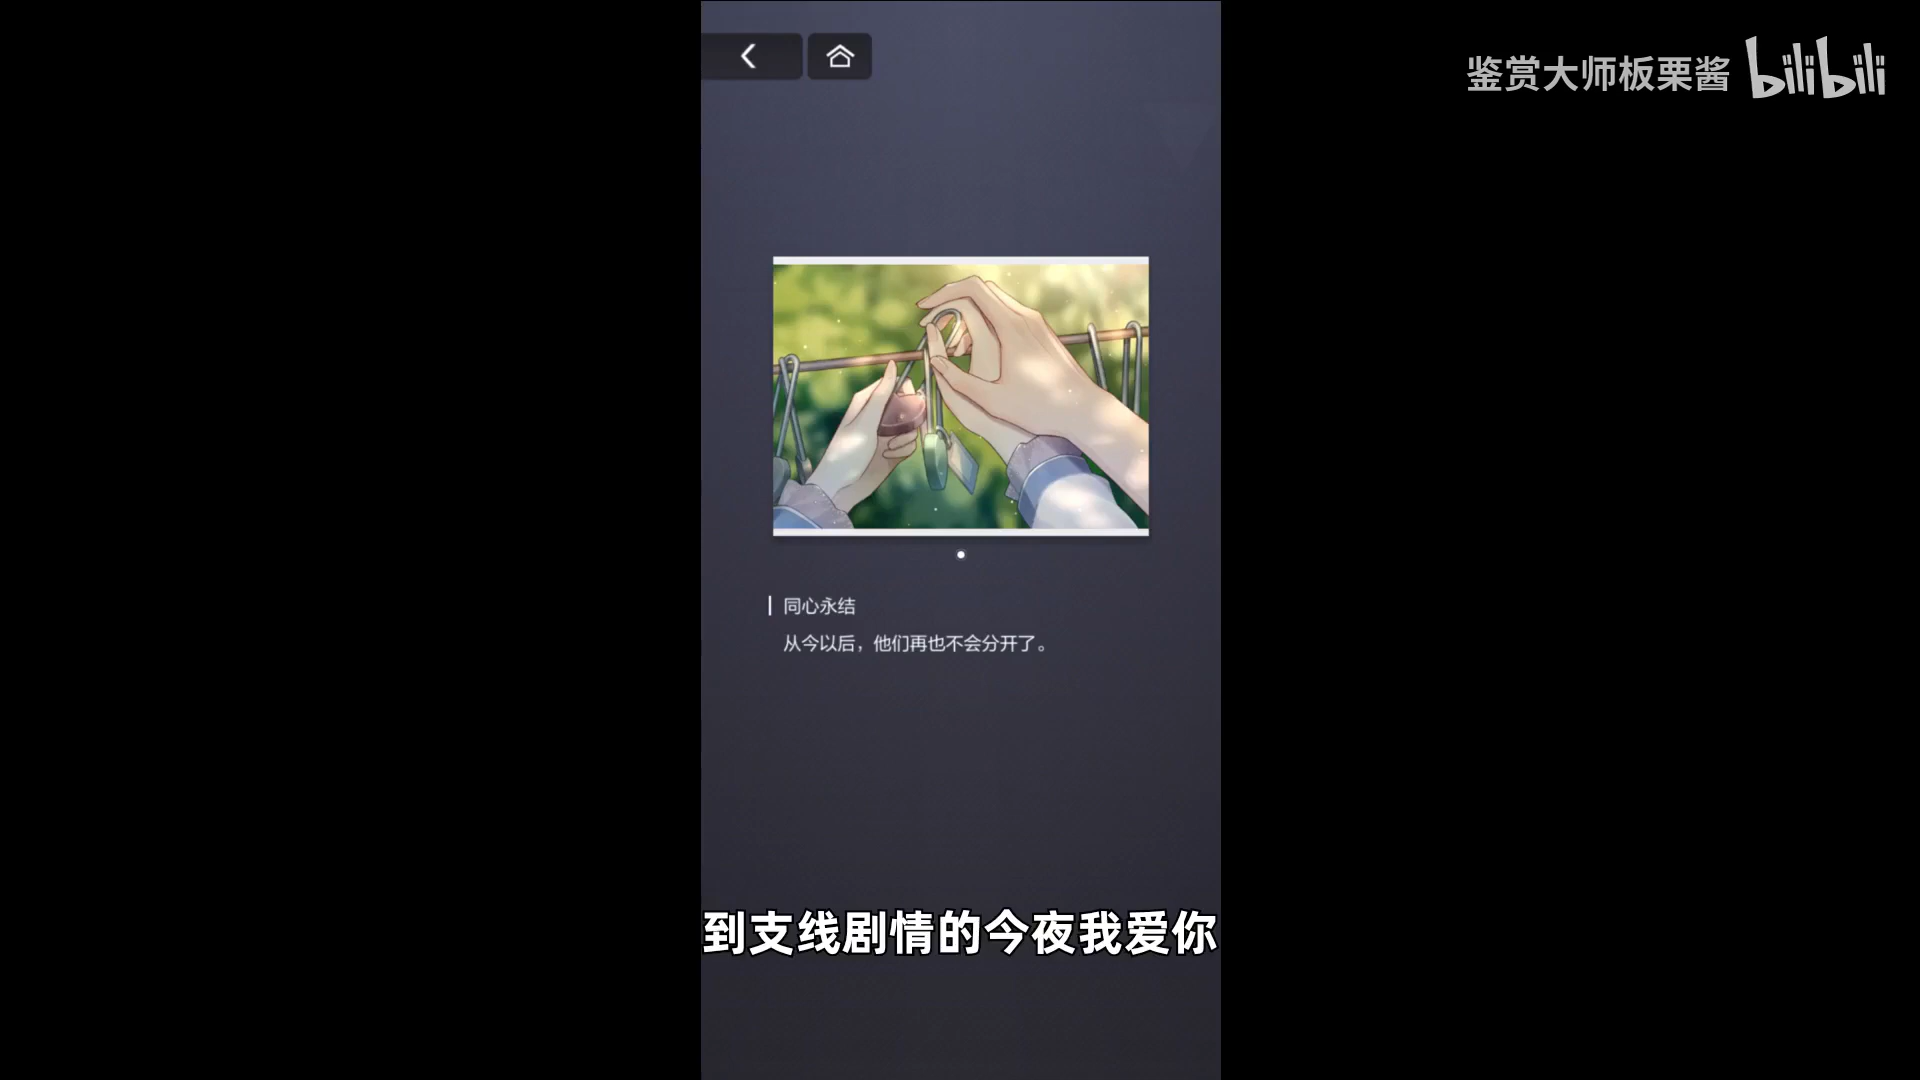 鉴赏大师板栗酱 bilibili
同心永结
从今以后，他们再也不会分开了。
到支线剧情的今夜我爱你